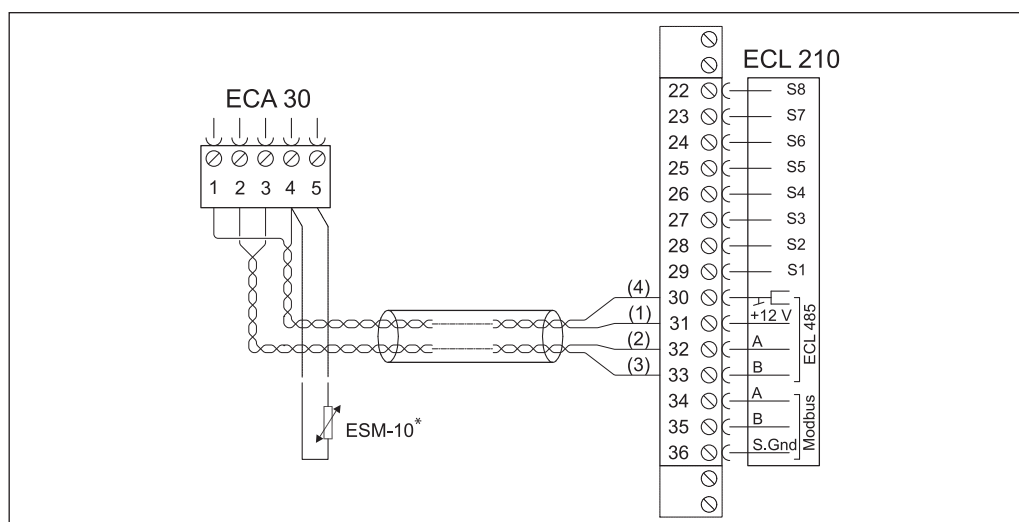 ECA 30
1 2 3 4 5
ESM-10*
ECL 210
22 S8
23 S7
24 S6
25 S5
26 S4
27 S3
28 S2
29 S1
(4) 30
(1) 31 +12 V
(2) 32 A
(3) 33 B
ECL 485
34 A
35 B
36 S.Gnd
Modbus